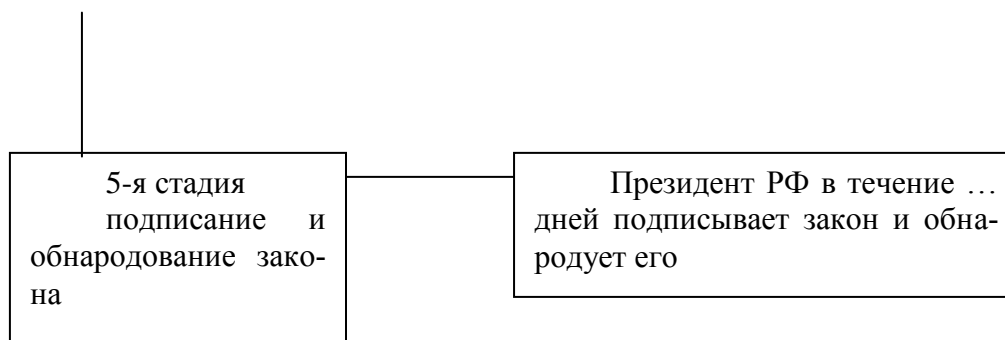 5-я стадия
подписание и
обнародование зако-
на
Президент РФ в течение …
дней подписывает закон и обна-
родует его